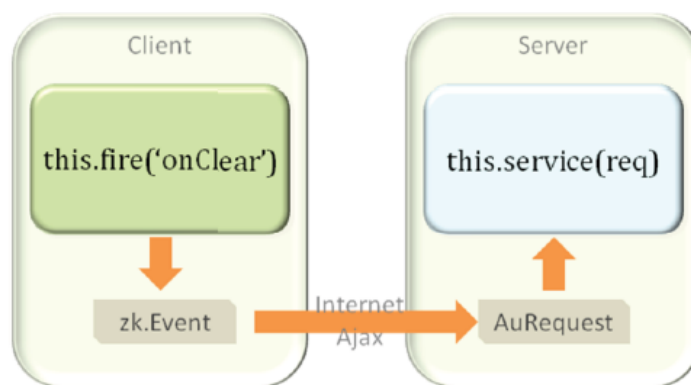 Client
Server
this.fire(‘onClear’)
this.service(req)
zk.Event
Internet
Ajax
AuRequest